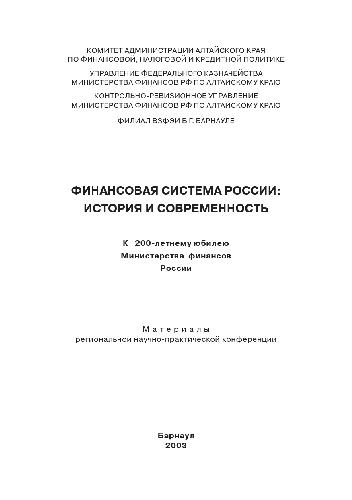 КОМИТЕТ АДМИНИСТРАЦИИ АЛТАЙСКОГО КРАЯ
ПО ФИНАНСОВОЙ, НАЛОГОВОЙ И КРЕДИТНОЙ ПОЛИТИКЕ
УПРАВЛЕНИЕ ФЕДЕРАЛЬНОГО КАЗНАЧЕЙСТВА
МИНИСТЕРСТВА ФИНАНСОВ РФ ПО АЛТАЙСКОМУ КРАЮ
КОНТРОЛЬНО-РЕВИЗИОННОЕ УПРАВЛЕНИЕ
МИНИСТЕРСТВА ФИНАНСОВ РФ ПО АЛТАЙСКОМУ КРАЮ
ФИЛИАЛ ВЗФЭИ В Г. БАРНАУЛЕ
ФИНАНСОВАЯ СИСТЕМА РОССИИ:
ИСТОРИЯ И СОВРЕМЕННОСТЬ
К 200-летнему юбилею
Министерства финансов
России
Материалы
региональной научно-практической конференции
Барнаул
2003